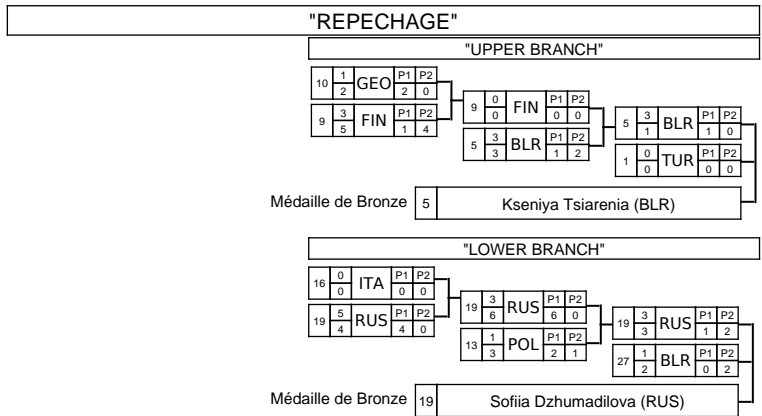 "REPECHAGE"
"UPPER BRANCH"
10 1 2 GEO P1 P2 2 0
9 3 5 FIN P1 P2 1 4
9 0 0 FIN P1 P2 0 0
5 3 3 BLR P1 P2 1 2
5 3 1 BLR P1 P2 1 0
1 0 0 TUR P1 P2 0 0
Médaille de Bronze 5 Kseniya Tsiarenia (BLR)
"LOWER BRANCH"
16 0 0 ITA P1 P2 0 0
19 5 4 RUS P1 P2 4 0
19 3 6 RUS P1 P2 6 0
13 1 3 POL P1 P2 2 1
19 3 3 RUS P1 P2 1 2
27 1 2 BLR P1 P2 0 2
Médaille de Bronze 19 Sofiia Dzhumadilova (RUS)